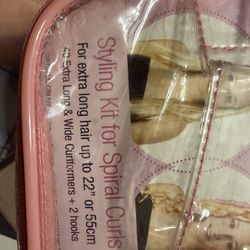 Styling Kit for Spiral Curls
For extra long hair up to 22" or 55cm
40 Extra Long & Wide Curlformers + 2 hooks